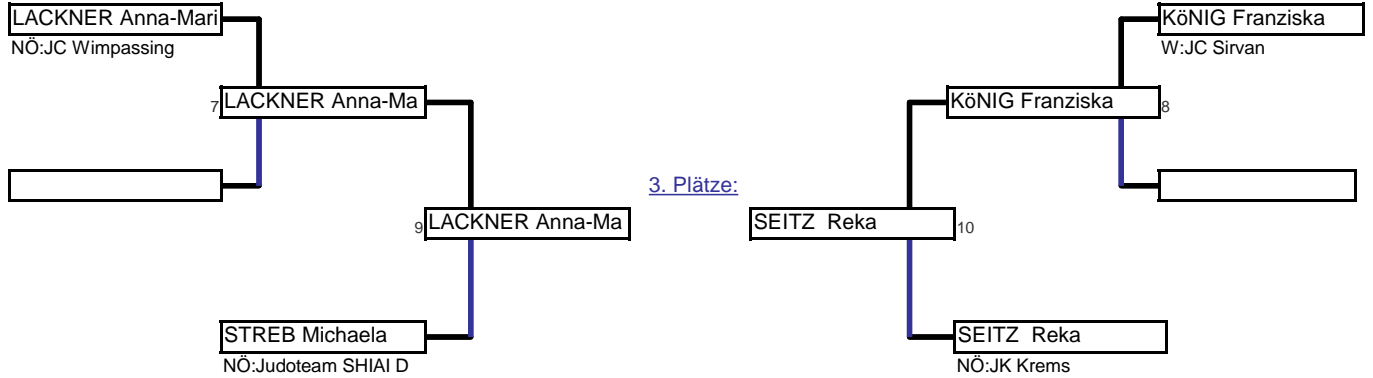 LACKNER Anna-Mari
NÖ:JC Wimpassing
7 LACKNER Anna-Ma
9 LACKNER Anna-Ma
STREB Michaela
NÖ:Judoteam SHIAI D
3. Plätze:
KöNIG Franziska
W:JC Sirvan
KöNIG Franziska 8
SEITZ Reka 10
SEITZ Reka
NÖ:JK Krems